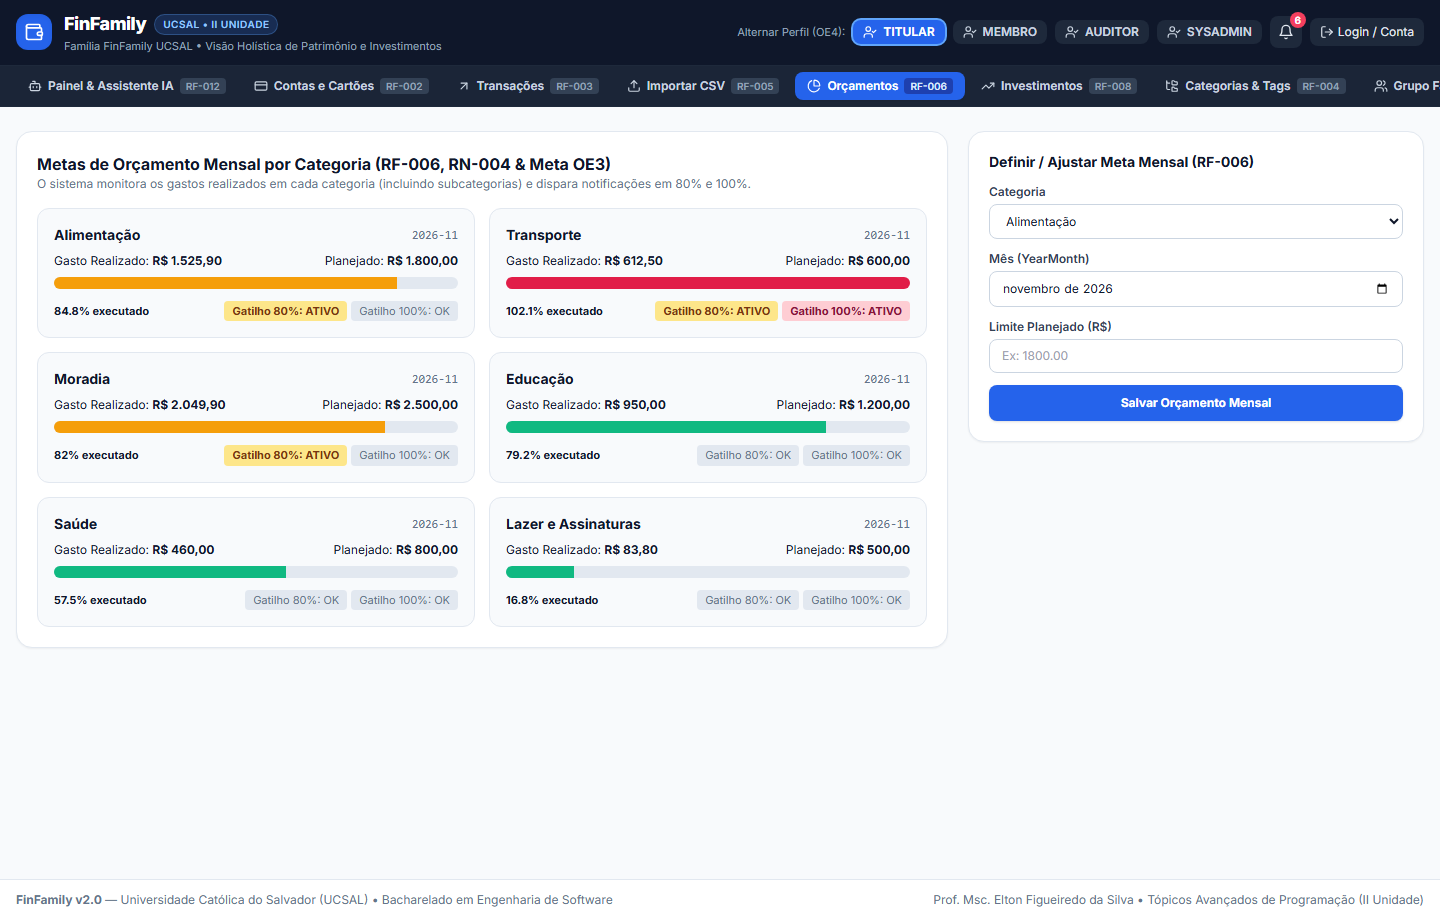 FinFamily UCSAL • II UNIDADE
Família FinFamily UCSAL • Visão Holística de Patrimônio e Investimentos
Alternar Perfil (OE4): TITULAR MEMBRO AUDITOR SYSADMIN 6 Login / Conta
Painel & Assistente IA RF-012 Contas e Cartões RF-002 Transações RF-003 Importar CSV RF-005 Orçamentos RF-006 Investimentos RF-008 Categorias & Tags RF-004 Grupo F
Metas de Orçamento Mensal por Categoria (RF-006, RN-004 & Meta OE3)
O sistema monitora os gastos realizados em cada categoria (incluindo subcategorias) e dispara notificações em 80% e 100%.
Alimentação 2026-11
Gasto Realizado: R$ 1.525,90 Planejado: R$ 1.800,00
84.8% executado Gatilho 80%: ATIVO Gatilho 100%: OK
Transporte 2026-11
Gasto Realizado: R$ 612,50 Planejado: R$ 600,00
102.1% executado Gatilho 80%: ATIVO Gatilho 100%: ATIVO
Moradia 2026-11
Gasto Realizado: R$ 2.049,90 Planejado: R$ 2.500,00
82% executado Gatilho 80%: ATIVO Gatilho 100%: OK
Educação 2026-11
Gasto Realizado: R$ 950,00 Planejado: R$ 1.200,00
79.2% executado Gatilho 80%: OK Gatilho 100%: OK
Saúde 2026-11
Gasto Realizado: R$ 460,00 Planejado: R$ 800,00
57.5% executado Gatilho 80%: OK Gatilho 100%: OK
Lazer e Assinaturas 2026-11
Gasto Realizado: R$ 83,80 Planejado: R$ 500,00
16.8% executado Gatilho 80%: OK Gatilho 100%: OK
Definir / Ajustar Meta Mensal (RF-006)
Categoria
Alimentação
Mês (YearMonth)
novembro de 2026
Limite Planejado (R$)
Ex: 1800.00
Salvar Orçamento Mensal
FinFamily v2.0 — Universidade Católica do Salvador (UCSAL) • Bacharelado em Engenharia de Software
Prof. Msc. Elton Figueiredo da Silva • Tópicos Avançados de Programação (II Unidade)